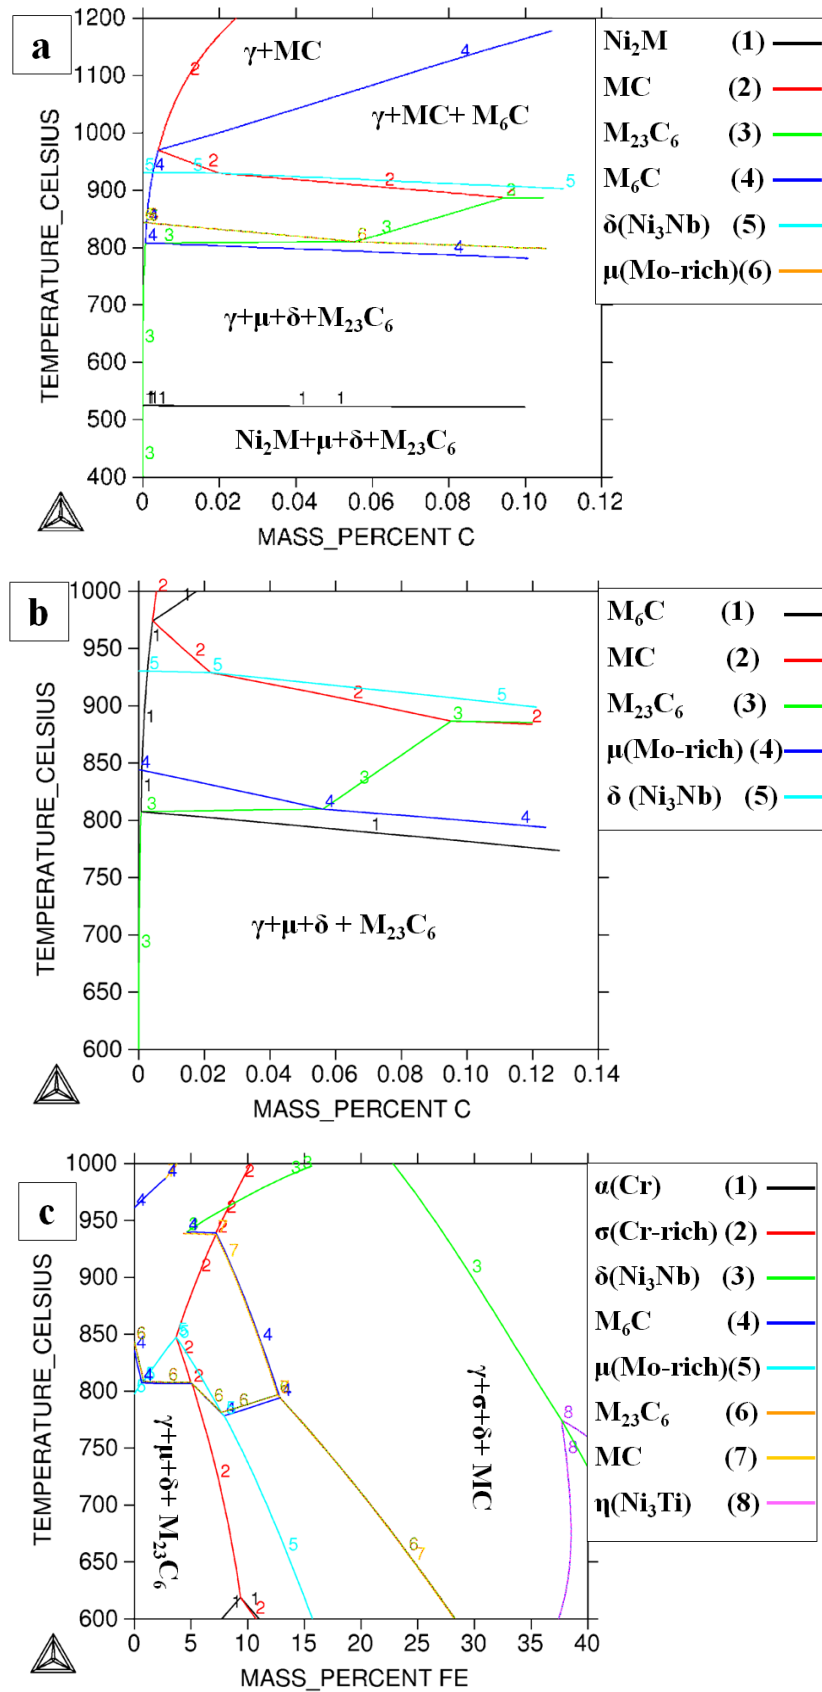 a
1200
1100
1000
900
800
700
600
500
400
TEMPERATURE_CELSIUS
γ+MC
γ+MC+ M₆C
γ+μ+δ+M₂₃C₆
Ni₂M+μ+δ+M₂₃C₆
0 0.02 0.04 0.06 0.08 0.10 0.12
MASS_PERCENT C
Ni₂M (1)
MC (2)
M₂₃C₆ (3)
M₆C (4)
δ(Ni₃Nb) (5)
μ(Mo-rich)(6)
b
1000
950
900
850
800
750
700
650
600
TEMPERATURE_CELSIUS
γ+μ+δ + M₂₃C₆
0 0.02 0.04 0.06 0.08 0.10 0.12 0.14
MASS_PERCENT C
M₆C (1)
MC (2)
M₂₃C₆ (3)
μ(Mo-rich) (4)
δ (Ni₃Nb) (5)
c
1000
950
900
850
800
750
700
650
600
TEMPERATURE_CELSIUS
γ+μ+δ+ M₂₃C₆
γ+σ+δ+ MC
0 5 10 15 20 25 30 35 40
MASS_PERCENT FE
α(Cr) (1)
σ(Cr-rich) (2)
δ(Ni₃Nb) (3)
M₆C (4)
μ(Mo-rich)(5)
M₂₃C₆ (6)
MC (7)
η(Ni₃Ti) (8)